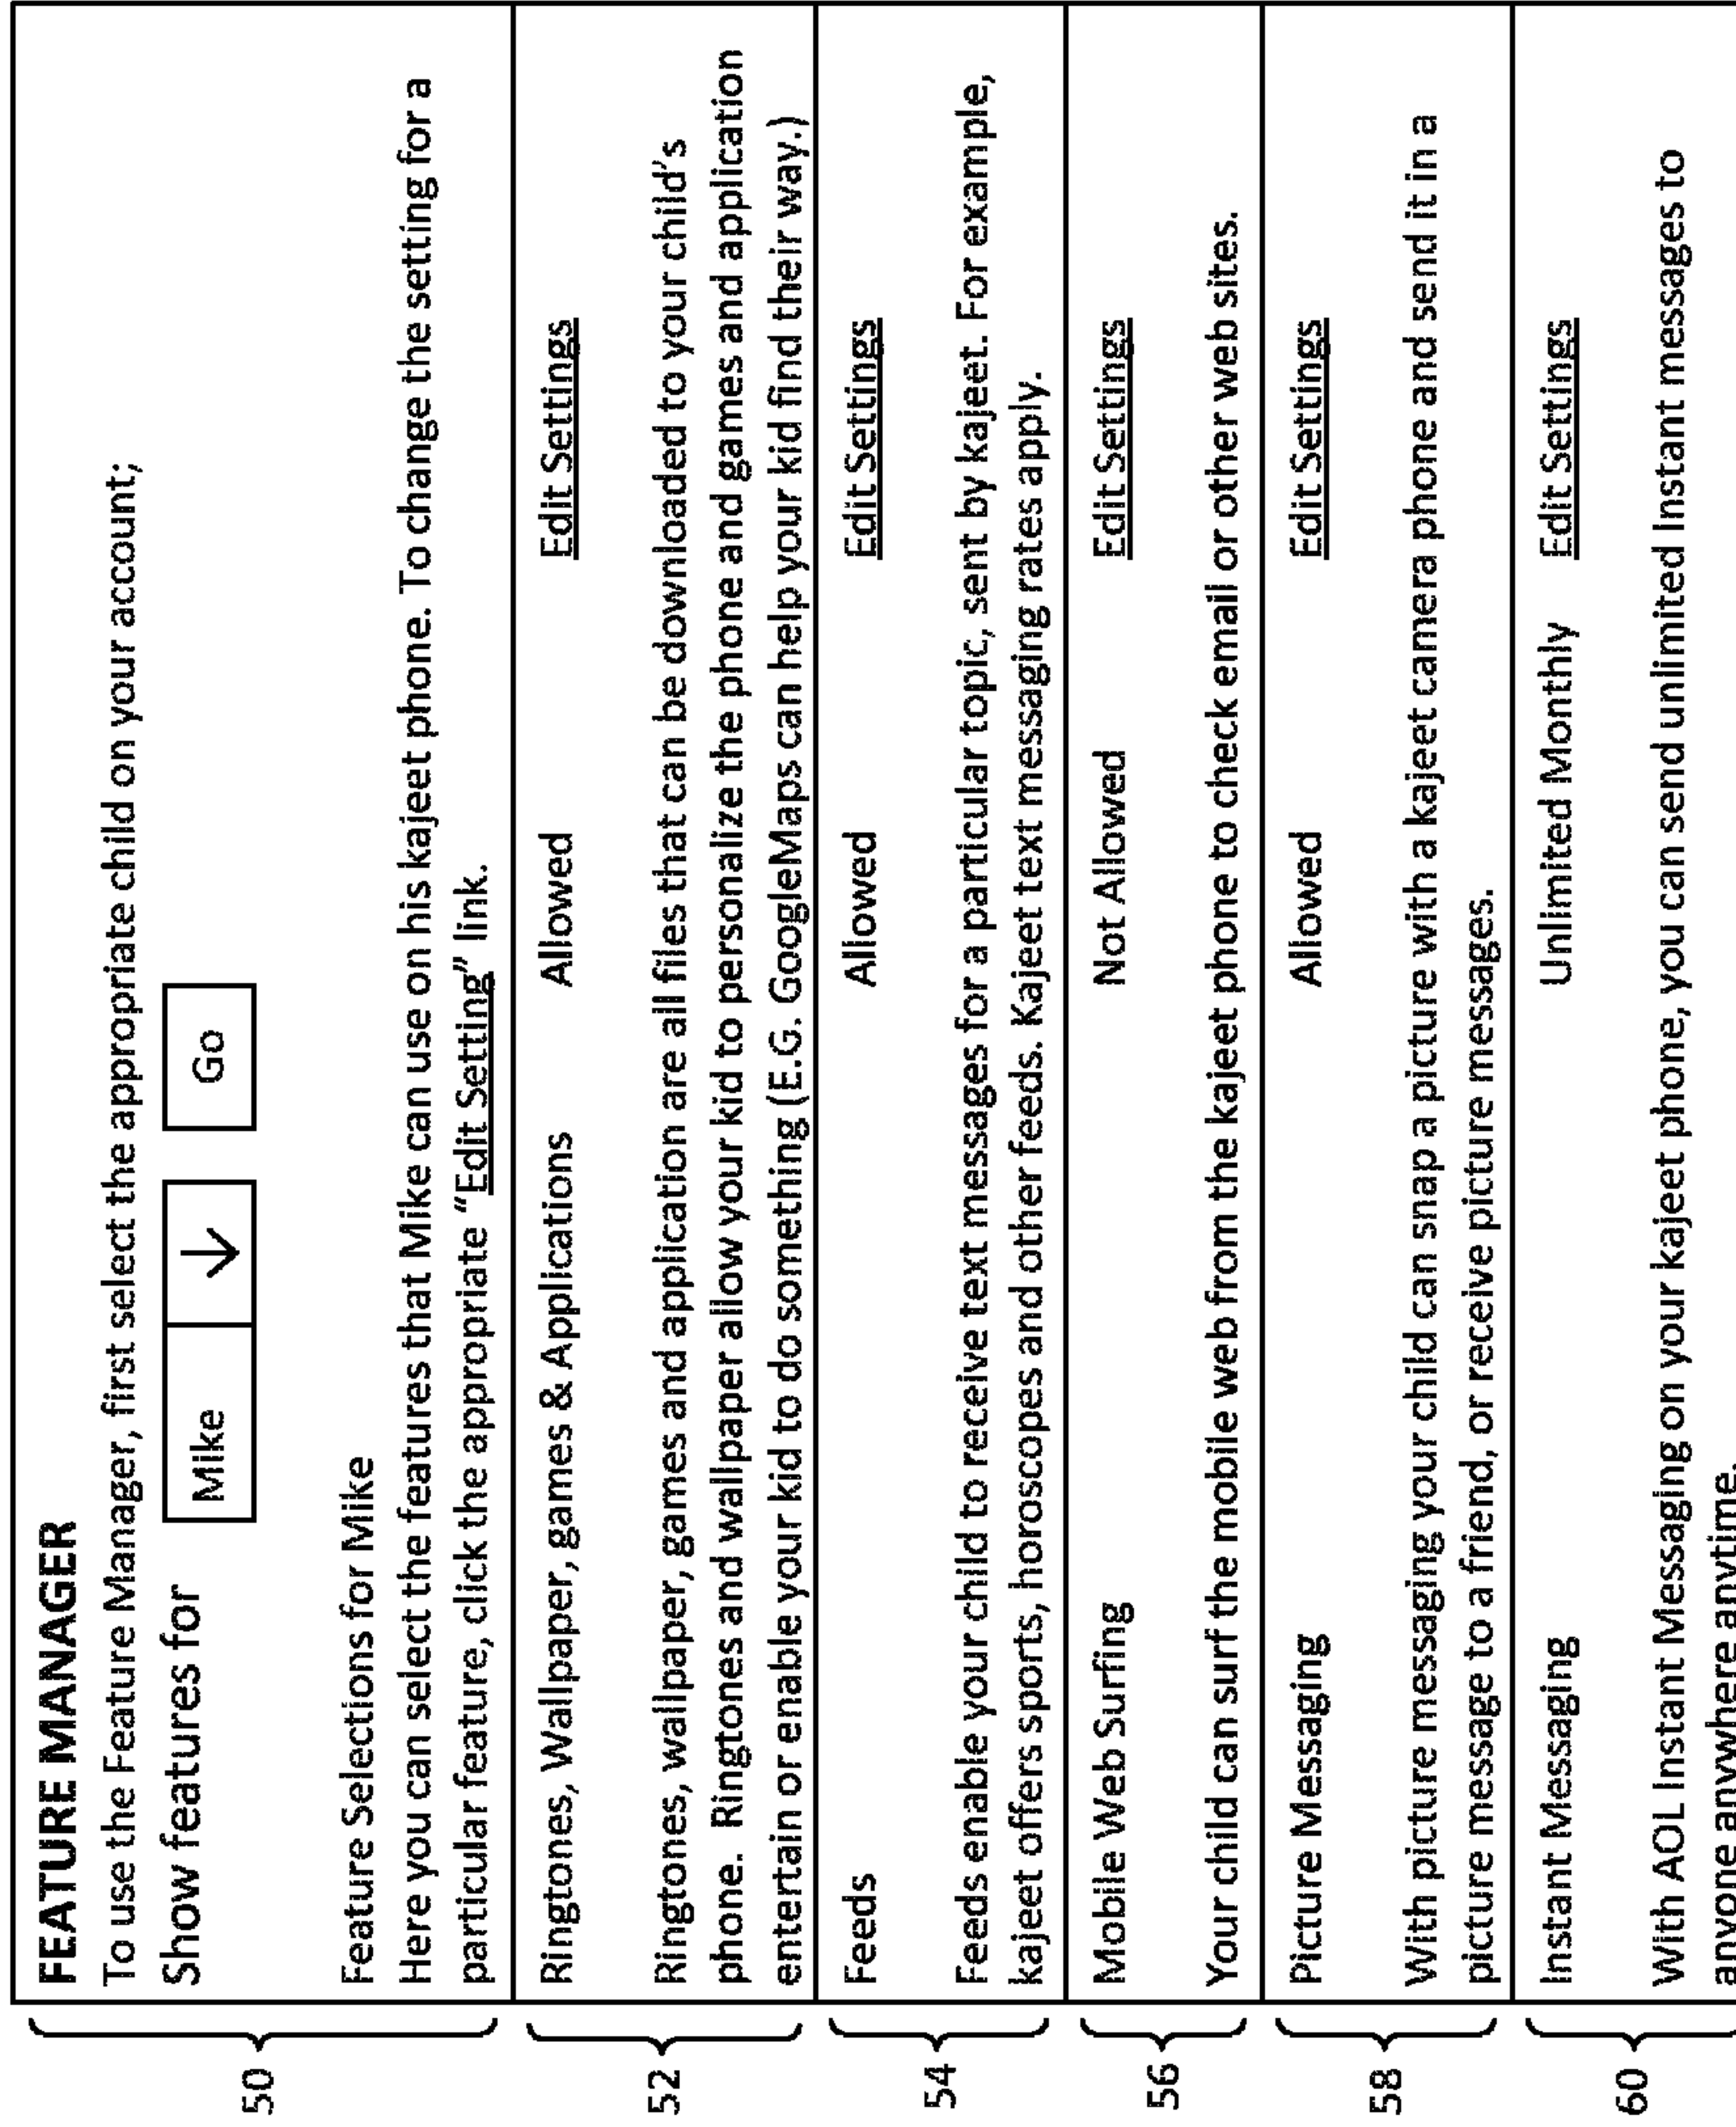 FEATURE MANAGER
To use the Feature Manager, first select the appropriate child on your account;
Show features for Mike ↓ Go
50
Feature Selections for Mike
Here you can select the features that Mike can use on his kajeet phone. To change the setting for a
particular feature, click the appropriate “Edit Setting” link.
Ringtones, Wallpaper, games & Applications Allowed Edit Settings
52
Ringtones, wallpaper, games and application are all files that can be downloaded to your child's
phone. Ringtones and wallpaper allow your kid to personalize the phone and games and application
entertain or enable your kid to do something (E.G. GoogleMaps can help your kind find their way.)
Feeds Allowed Edit Settings
54
Feeds enable your child to receive text messages for a particular topic, sent by kajeet. For example,
kajeet offers sports, horoscopes and other feeds. Kajeet text messaging rates apply.
Mobile Web Surfing Not Allowed Edit Settings
56
Your child can surf the mobile web from the kajeet phone to check email or other web sites.
Picture Messaging Allowed Edit Settings
58
With picture messaging your child can snap a picture with a kajeet camera phone and send it in a
picture message to a friend, or receive picture messages.
Instant Messaging Unlimited Monthly Edit Settings
60
With AOL Instant Messaging on your kajeet phone, you can send unlimited Instant messages to
anyone anywhere anytime.